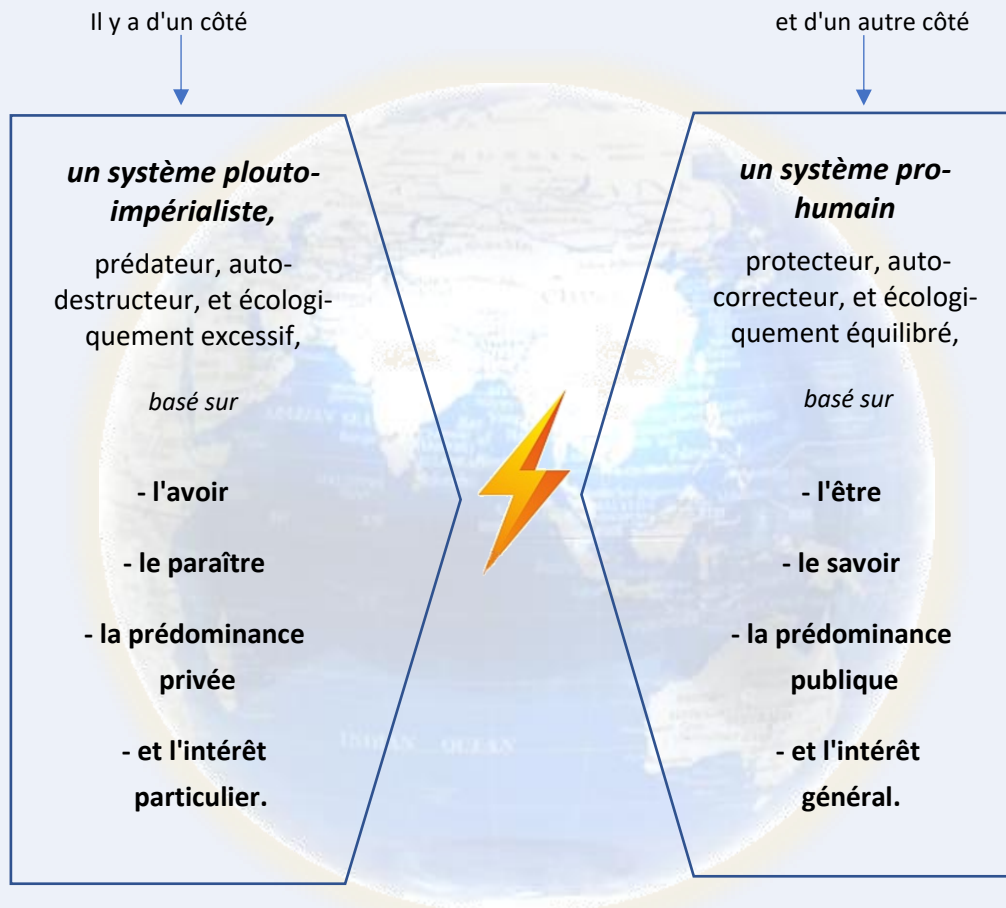 Il y a d'un côté
et d'un autre côté
un système plouto-
impérialiste,
prédateur, auto-
destructeur, et écologi-
quement excessif,
basé sur
- l'avoir
- le paraître
- la prédominance
privée
- et l'intérêt
particulier.
un système pro-
humain
protecteur, auto-
correcteur, et écologi-
quement équilibré,
basé sur
- l'être
- le savoir
- la prédominance
publique
- et l'intérêt
général.
INDIAN OCEAN